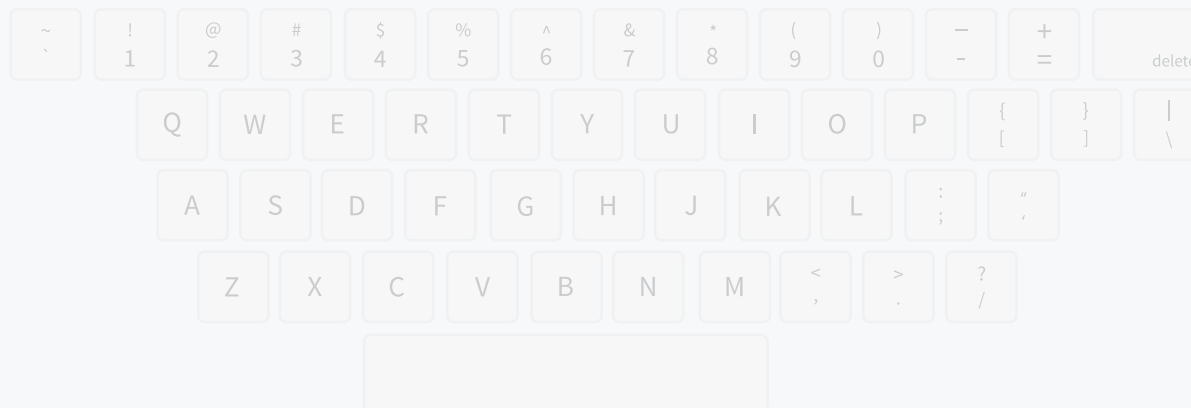 ~ ! @ # $ % ^ & * ( ) − +
` 1 2 3 4 5 6 7 8 9 0 - = delete
Q W E R T Y U I O P { } |
[ ] \
A S D F G H J K L : “
; ‘
Z X C V B N M < > ?
, . /